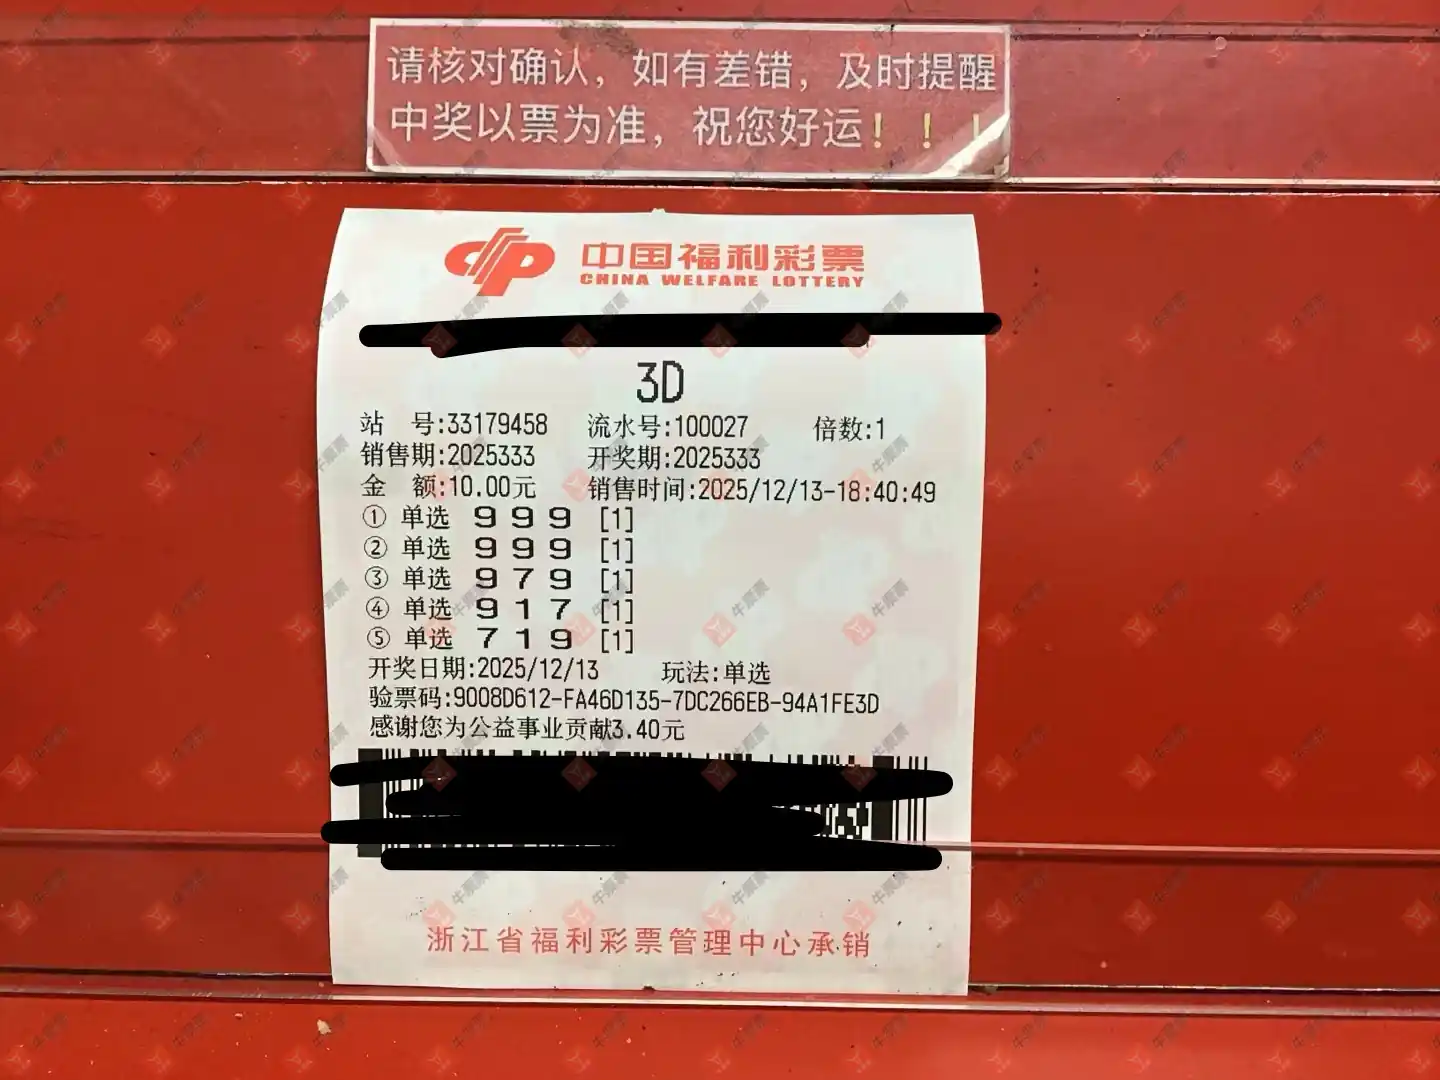 请核对确认，如有差错，及时提醒
中奖以票为准，祝您好运！！！
中国福利彩票
CHINA WELFARE LOTTERY
3D
站 号:33179458 流水号:100027 倍数:1
销售期:2025333 开奖期:2025333
金 额:10.00元 销售时间:2025/12/13-18:40:49
① 单选 9 9 9 [1]
② 单选 9 9 9 [1]
③ 单选 9 7 9 [1]
④ 单选 9 1 7 [1]
⑤ 单选 7 1 9 [1]
开奖日期:2025/12/13 玩法:单选
验票码:9008D612-FA46D135-7DC266EB-94A1FE3D
感谢您为公益事业贡献3.40元
浙江省福利彩票管理中心承销
牛票票